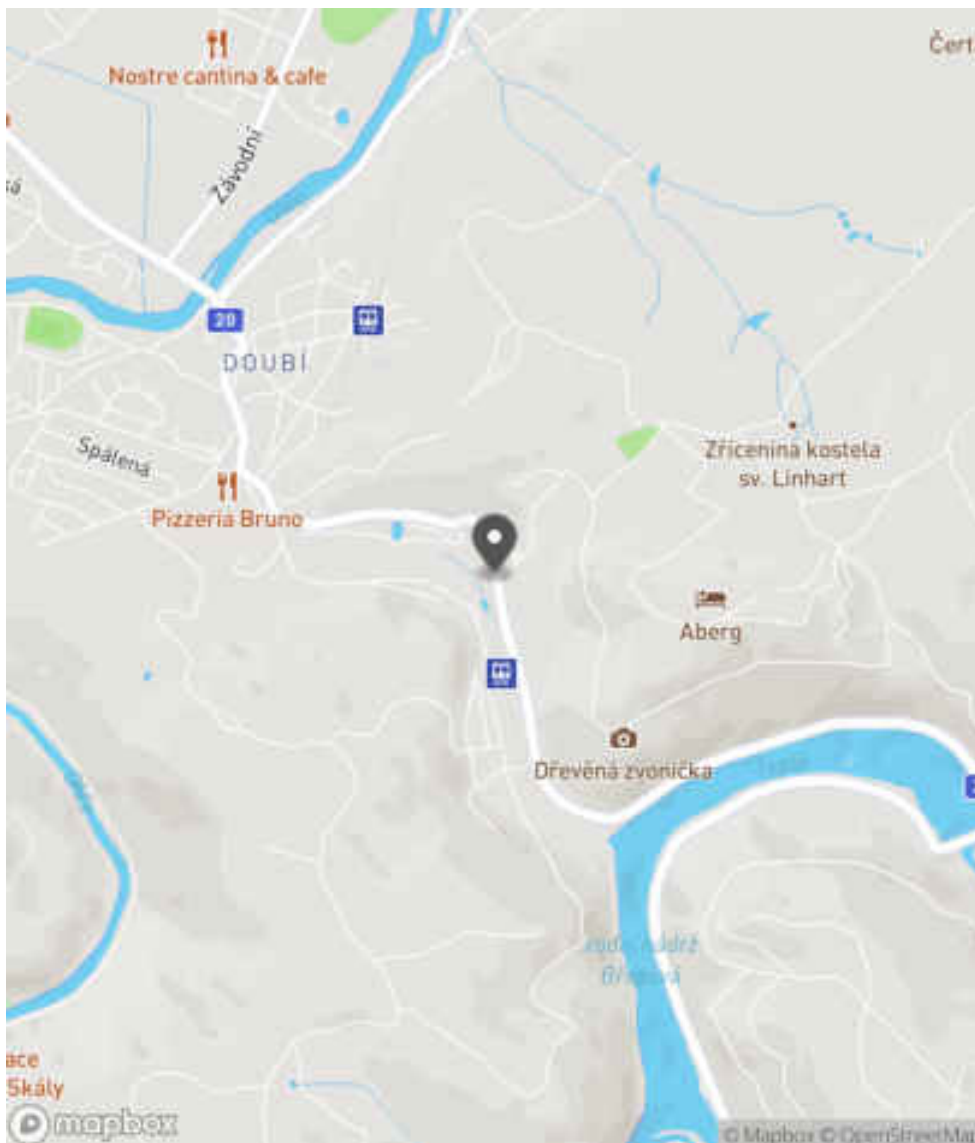 Čert
Nostre cantina & cafe
Závodní
ká
20
DOUBÍ
Spálená
Zřícenina kostela
sv. Linhart
Pizzeria Bruno
Aberg
Dřevěná zvonička
ace
Skály
mapbox
© Mapbox © OpenStreetMa